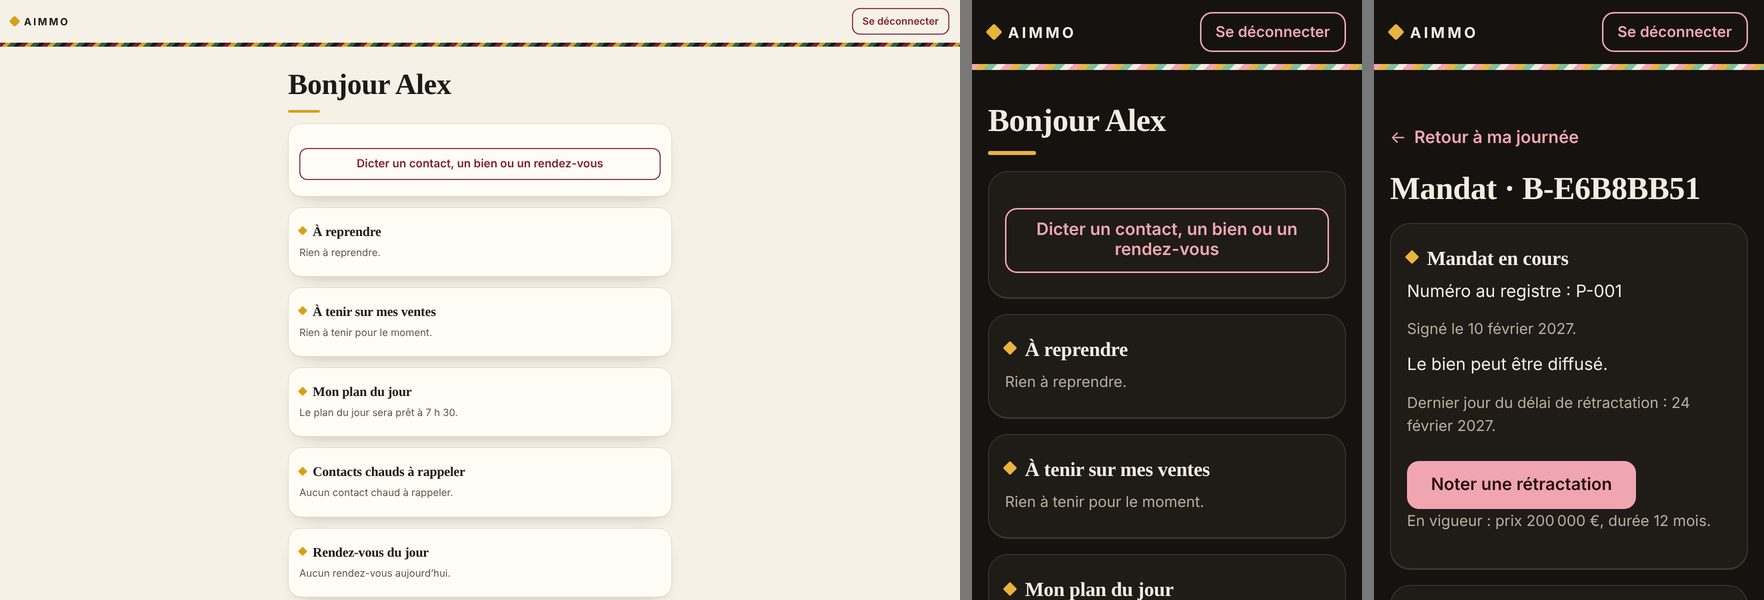 AIMMO
Se déconnecter
Bonjour Alex
Dicter un contact, un bien ou un rendez-vous
À reprendre
Rien à reprendre.
À tenir sur mes ventes
Rien à tenir pour le moment.
Mon plan du jour
Le plan du jour sera prêt à 7 h 30.
Contacts chauds à rappeler
Aucun contact chaud à rappeler.
Rendez-vous du jour
Aucun rendez-vous aujourd'hui.
AIMMO
Se déconnecter
Bonjour Alex
Dicter un contact, un bien ou un
rendez-vous
À reprendre
Rien à reprendre.
À tenir sur mes ventes
Rien à tenir pour le moment.
Mon plan du jour
AIMMO
Se déconnecter
← Retour à ma journée
Mandat · B-E6B8BB51
Mandat en cours
Numéro au registre : P-001
Signé le 10 février 2027.
Le bien peut être diffusé.
Dernier jour du délai de rétractation : 24
février 2027.
Noter une rétractation
En vigueur : prix 200 000 €, durée 12 mois.